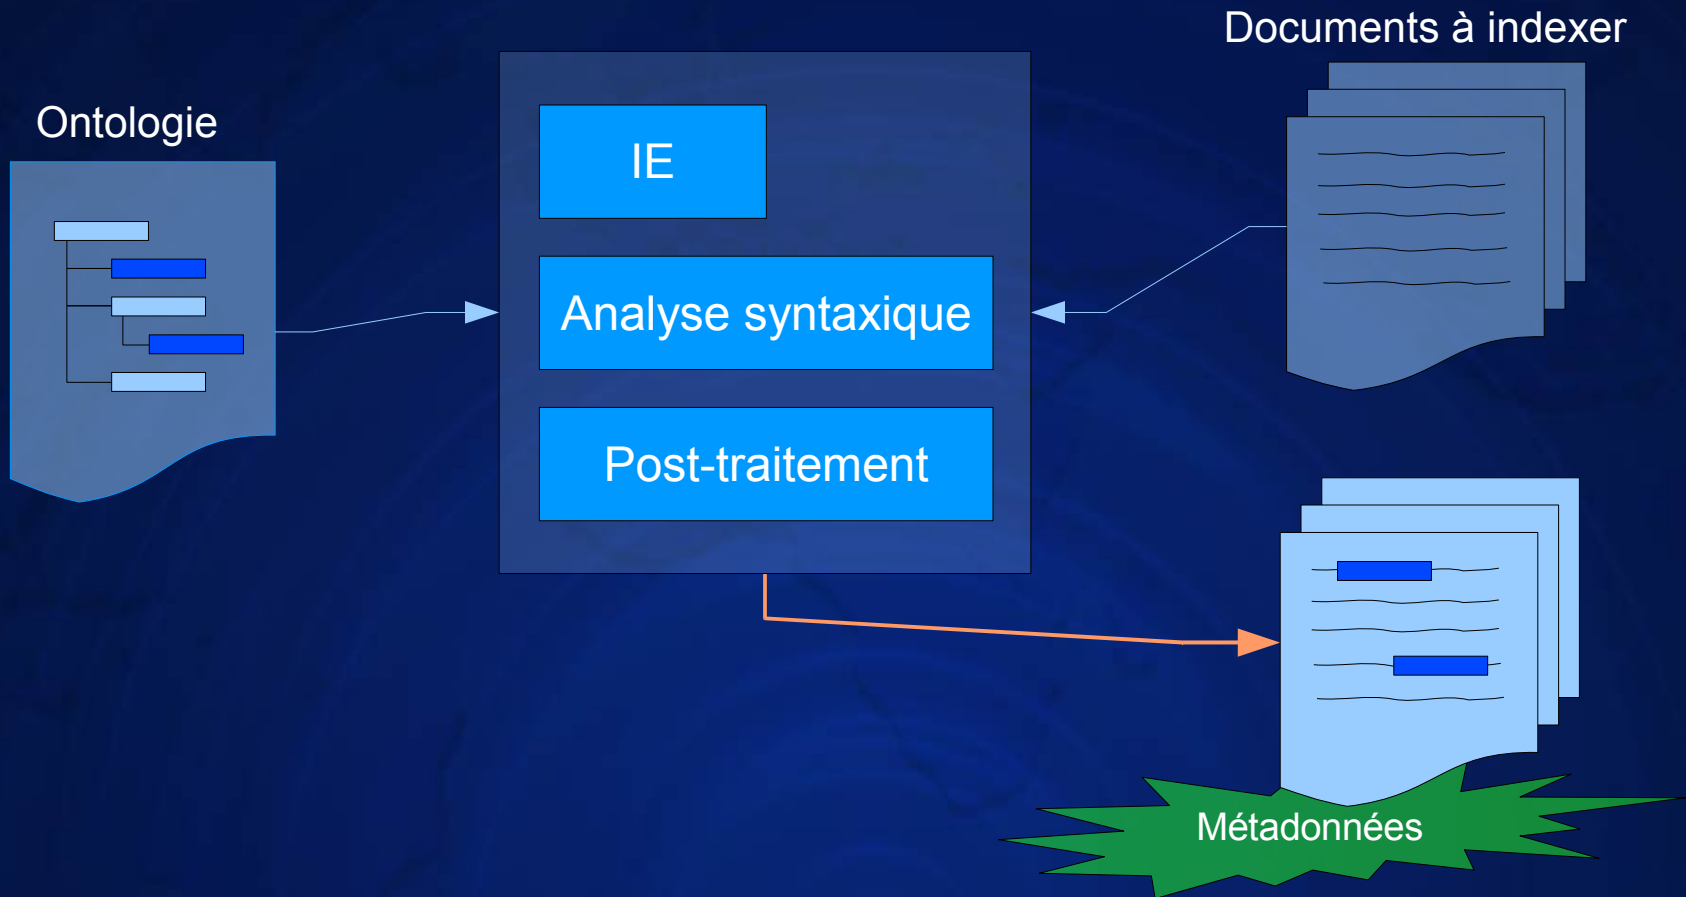 Documents à indexer
Ontologie
IE
Analyse syntaxique
Post-traitement
Métadonnées